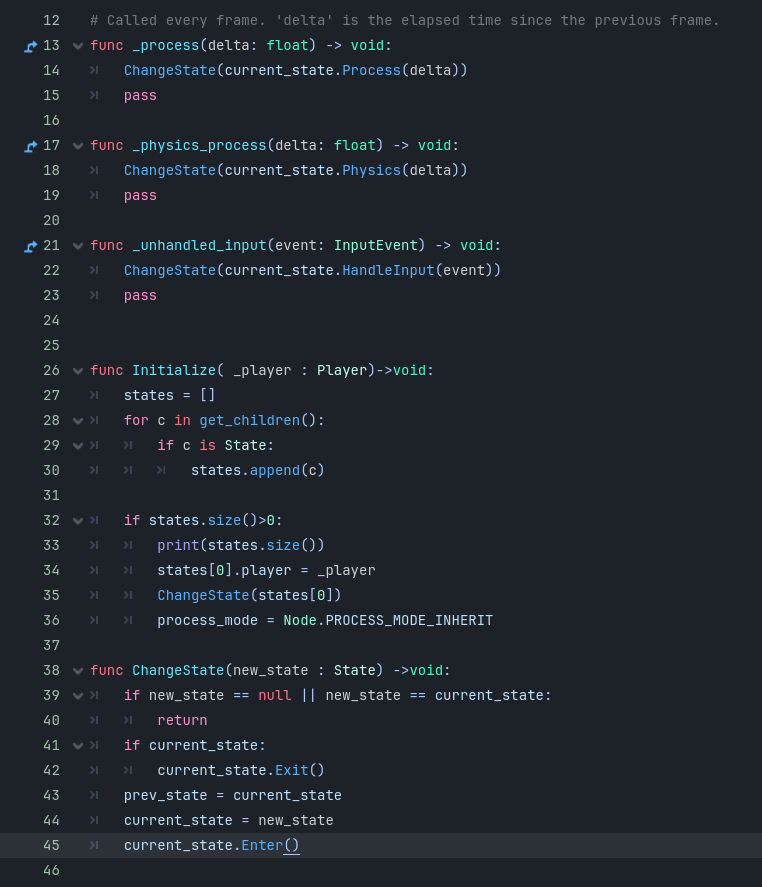 12 # Called every frame. 'delta' is the elapsed time since the previous frame.
13 func _process(delta: float) -> void:
14 ChangeState(current_state.Process(delta))
15 pass
16
17 func _physics_process(delta: float) -> void:
18 ChangeState(current_state.Physics(delta))
19 pass
20
21 func _unhandled_input(event: InputEvent) -> void:
22 ChangeState(current_state.HandleInput(event))
23 pass
24
25
26 func Initialize( _player : Player)->void:
27 states = []
28 for c in get_children():
29 if c is State:
30 states.append(c)
31
32 if states.size()>0:
33 print(states.size())
34 states[0].player = _player
35 ChangeState(states[0])
36 process_mode = Node.PROCESS_MODE_INHERIT
37
38 func ChangeState(new_state : State) ->void:
39 if new_state == null || new_state == current_state:
40 return
41 if current_state:
42 current_state.Exit()
43 prev_state = current_state
44 current_state = new_state
45 current_state.Enter()
46